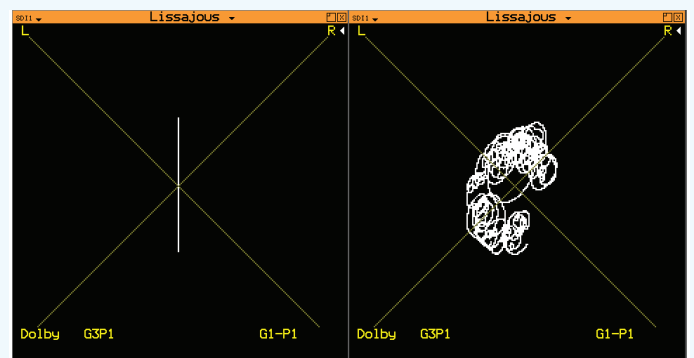 SDI1 Lissajous SDI1 Lissajous
L R L R
Dolby G3P1 G1-P1 Dolby G3P1 G1-P1